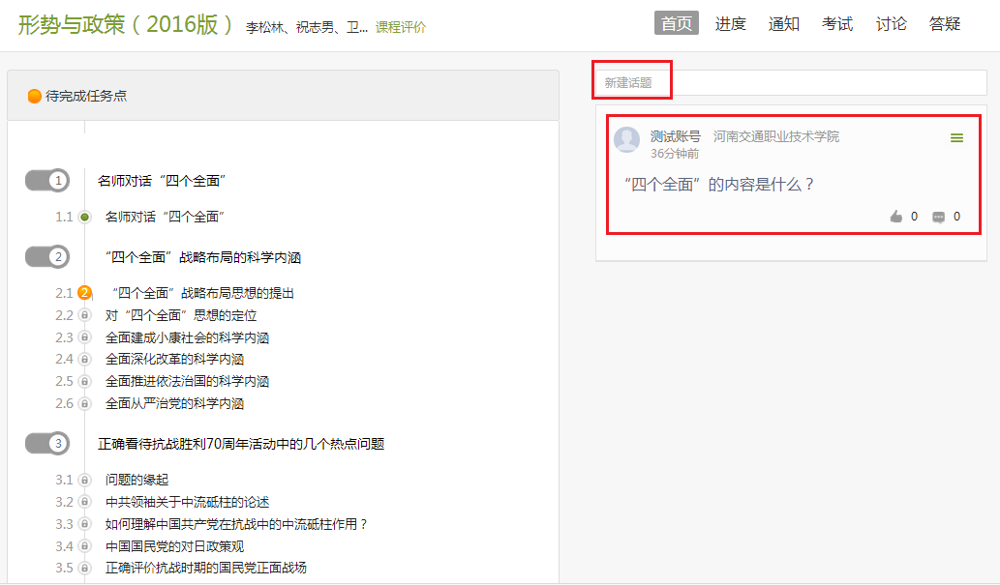 形势与政策（2016版） 李松林、祝志男、卫... 课程评价
首页 进度 通知 考试 讨论 答疑
待完成任务点
1 名师对话“四个全面”
1.1 名师对话“四个全面”
2 “四个全面”战略布局的科学内涵
2.1 2 “四个全面”战略布局思想的提出
2.2 对“四个全面”思想的定位
2.3 全面建成小康社会的科学内涵
2.4 全面深化改革的科学内涵
2.5 全面推进依法治国的科学内涵
2.6 全面从严治党的科学内涵
3 正确看待抗战胜利70周年活动中的几个热点问题
3.1 问题的缘起
3.2 中共领袖关于中流砥柱的论述
3.3 如何理解中国共产党在抗战中的中流砥柱作用？
3.4 中国国民党的对日政策观
3.5 正确评价抗战时期的国民党正面战场
新建话题
测试账号 河南交通职业技术学院
36分钟前
“四个全面”的内容是什么？
0 0